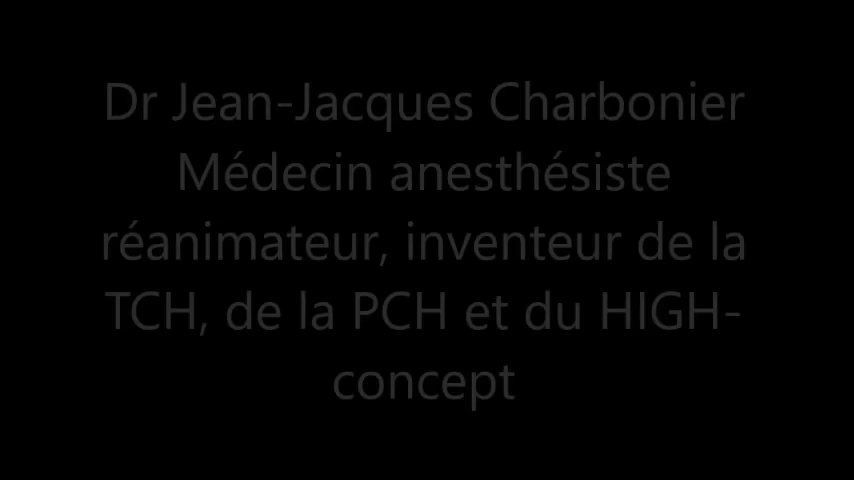 Dr Jean-Jacques Charbonier
Médecin anesthésiste
réanimateur, inventeur de la
TCH, de la PCH et du HIGH-
concept